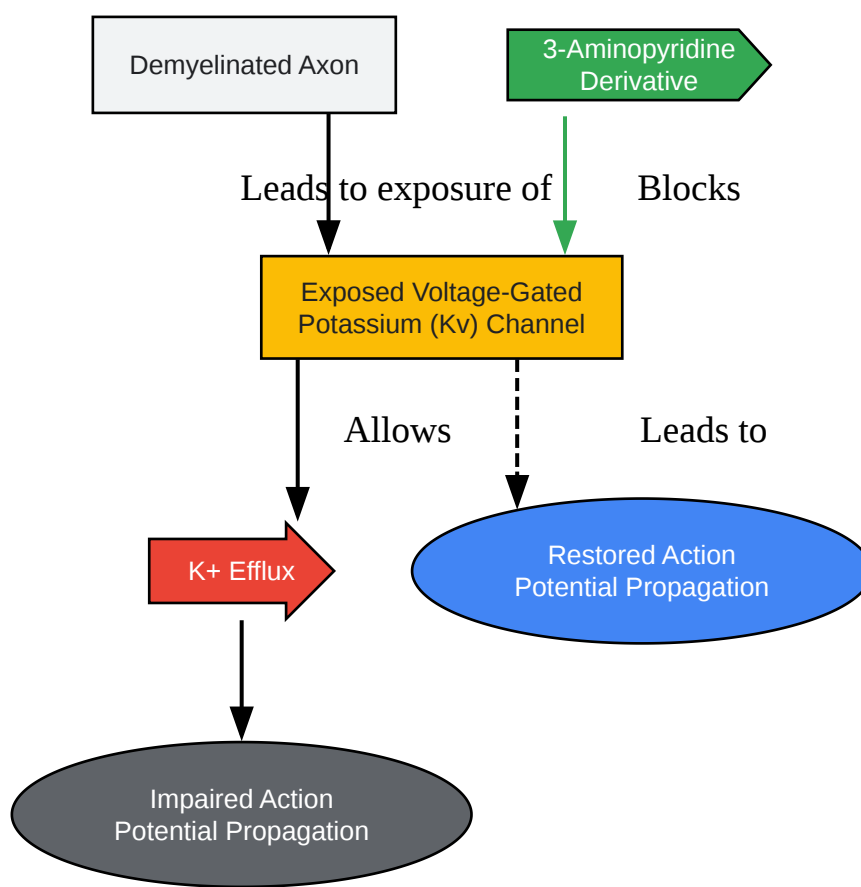 Demyelinated Axon
3-Aminopyridine
Derivative
Leads to exposure of
Blocks
Exposed Voltage-Gated
Potassium (Kv) Channel
Allows
Leads to
K+ Efflux
Restored Action
Potential Propagation
Impaired Action
Potential Propagation